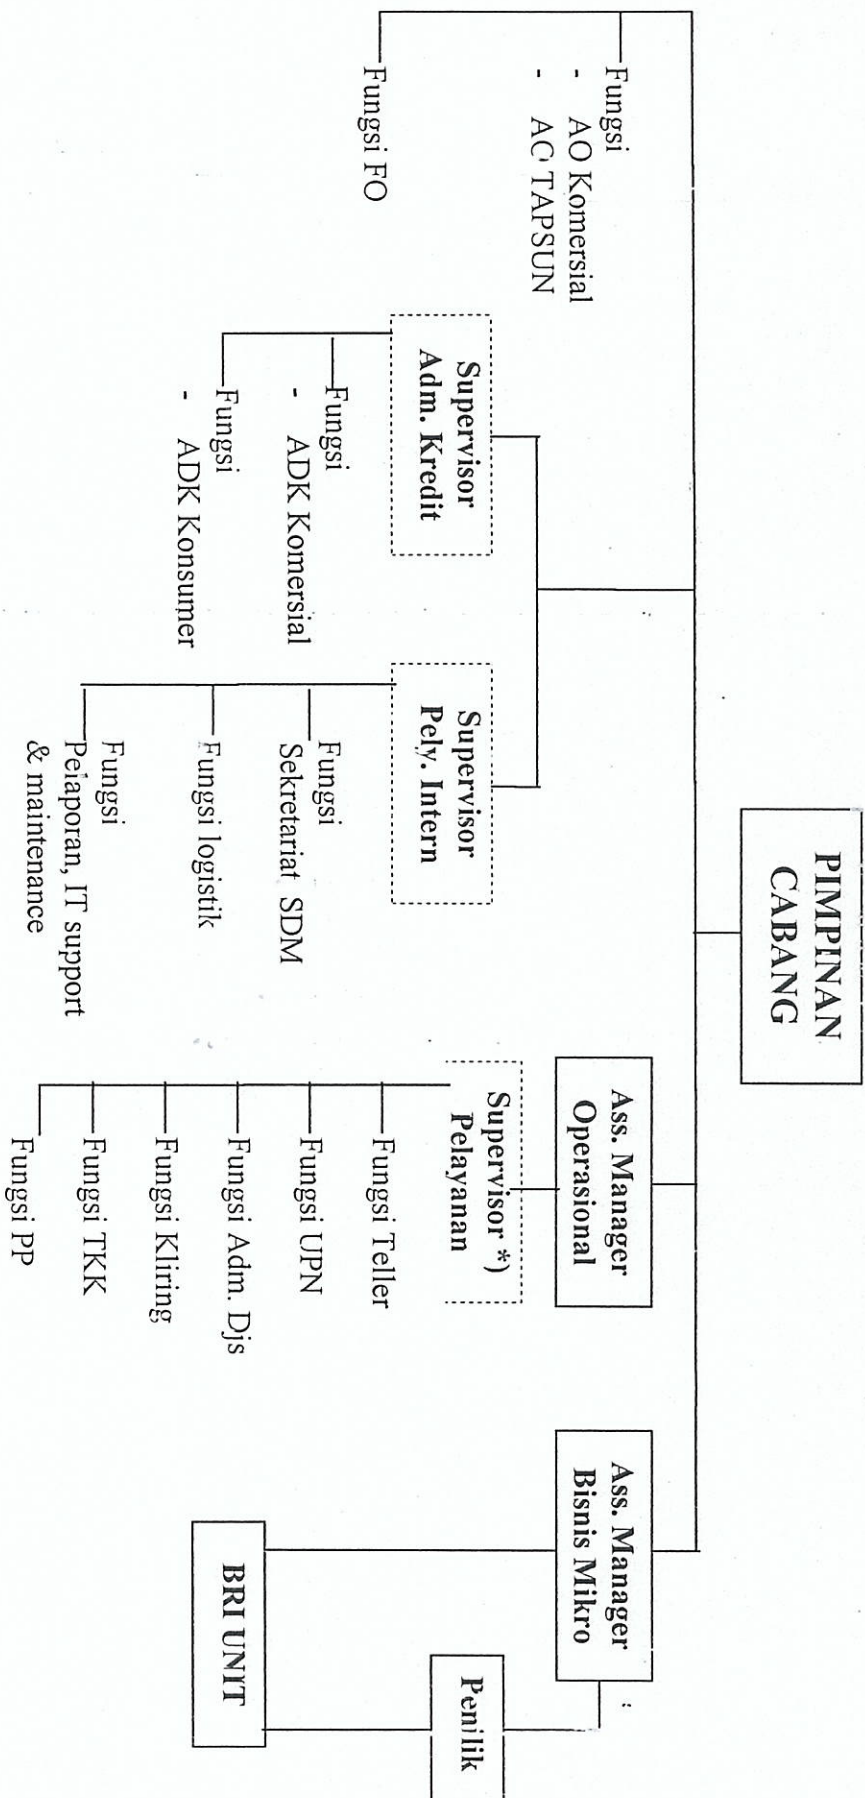 PIMPINAN
CABANG
Fungsi
- AO Komersial
- AO TAPSUN
Fungsi FO
Supervisor
Adm. Kredit
Fungsi
- ADK Komersial
Fungsi
- ADK Konsumer
Supervisor
Pely. Intern
Fungsi
Sekretariat SDM
Fungsi logistik
Fungsi
Pelaporan, IT support
& maintenance
Ass. Manager
Operasional
Supervisor *)
Pelayanan
Fungsi Teller
Fungsi UPN
Fungsi Adm. Djs
Fungsi Kliring
Fungsi TKK
Fungsi PP
Ass. Manager
Bisnis Mikro
Penilik
BRI UNIT